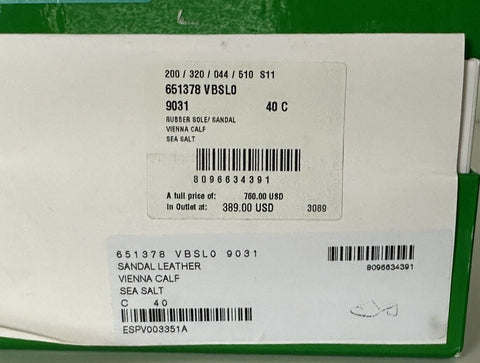 200 / 320 / 044 / 510 S11
651378 VBSL0
9031 40 C
RUBBER SOLE/ SANDAL
VIENNA CALF
SEA SALT
8096634391
A full price of: 760.00 USD
In Outlet at: 389.00 USD 3089
651378 VBSL0 9031
SANDAL LEATHER
VIENNA CALF
SEA SALT
C 40
8096634391
ESPV003351A